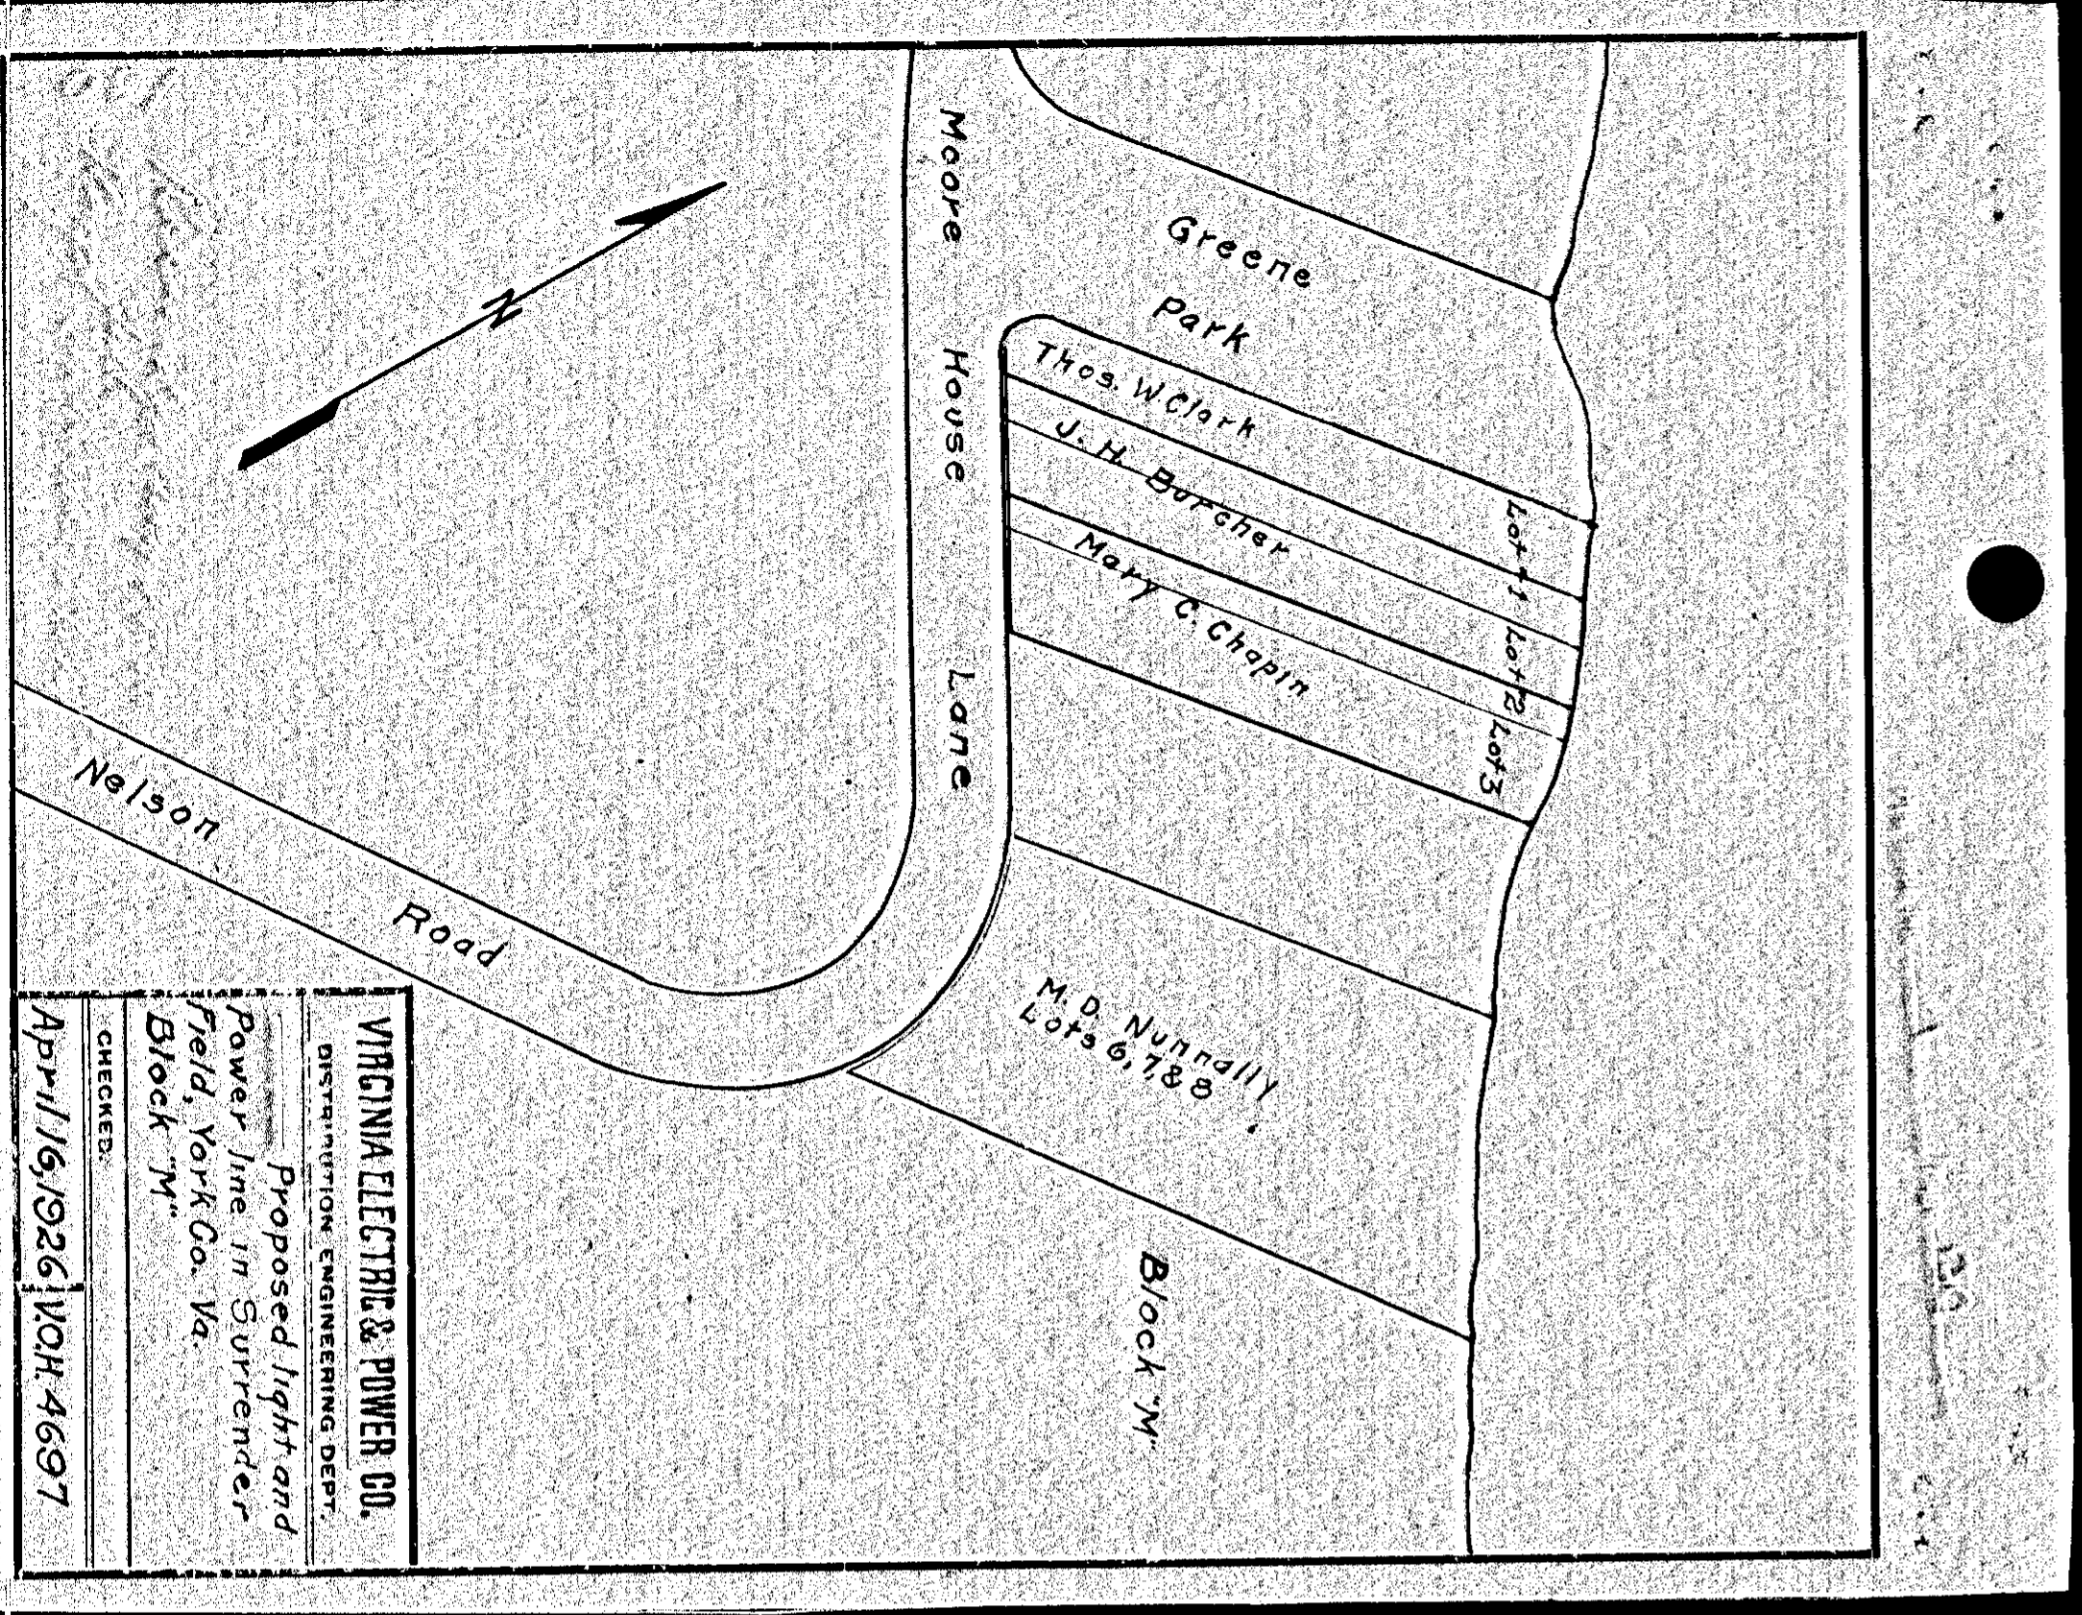 Moore House Lane
Greene
Park
Thos. W Clark
J. H. Burcher
Mary C. Chapin
Lot #1
Lot 2
Lot 3
Nelson Road
M. D. Nunnally
Lots 6, 7 & 8
Block "M"
N
VIRGINIA ELECTRIC & POWER CO.
DISTRIBUTION ENGINEERING DEPT.
Proposed light and
Power line in Surrender
Field, York Co. Va.
Block "M"
CHECKED:
April 16, 1926 V.O.H. 4697